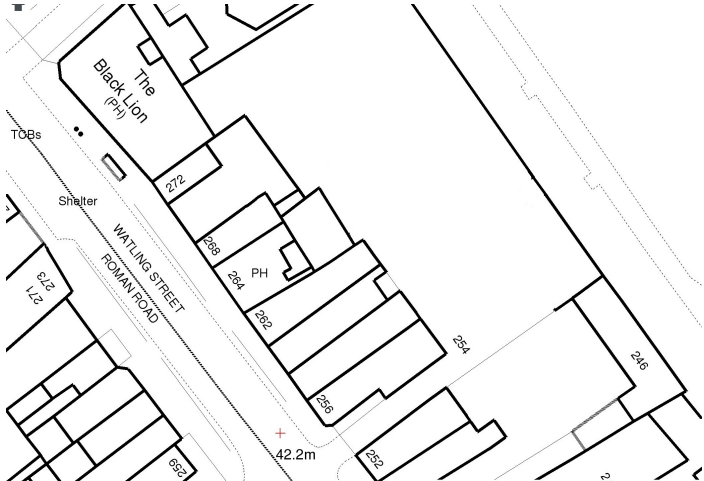 The
Black Lion
(PH)
TCBs
272
Shelter
WATLING STREET
ROMAN ROAD
268
264
PH
273
271
262
254
246
256
42.2m
252
259
2